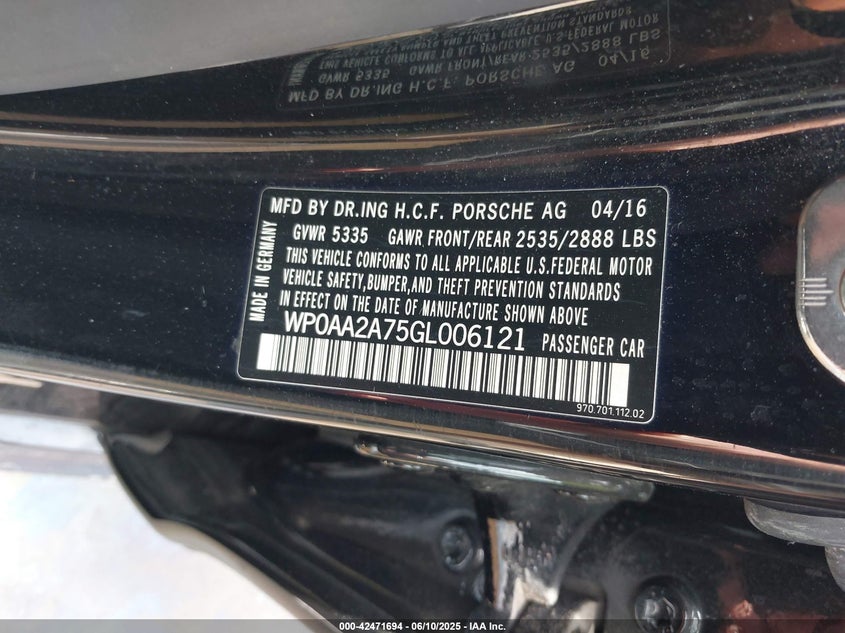 MFD BY DR.ING H.C.F. PORSCHE AG 04/16
GVWR 5335 GAWR FRONT/REAR 2535/2888 LBS
THIS VEHICLE CONFORMS TO ALL APPLICABLE U.S.FEDERAL MOTOR
VEHICLE SAFETY,BUMPER,AND THEFT PREVENTION STANDARDS
IN EFFECT ON THE DATE OF MANUFACTURE SHOWN ABOVE
MADE IN GERMANY
WP0AA2A75GL006121 PASSENGER CAR
970.701.112.02
000-42471694 - 06/10/2025 - IAA Inc.